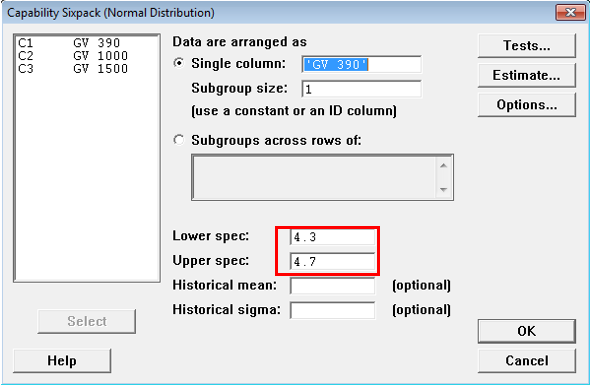 Capability Sixpack (Normal Distribution)
C1 GV 390
C2 GV 1000
C3 GV 1500
Data are arranged as
Single column: 'GV 390'
Subgroup size: 1
(use a constant or an ID column)
Subgroups across rows of:
Lower spec: 4.3
Upper spec: 4.7
Historical mean: (optional)
Historical sigma: (optional)
Tests...
Estimate...
Options...
Select
Help
OK
Cancel